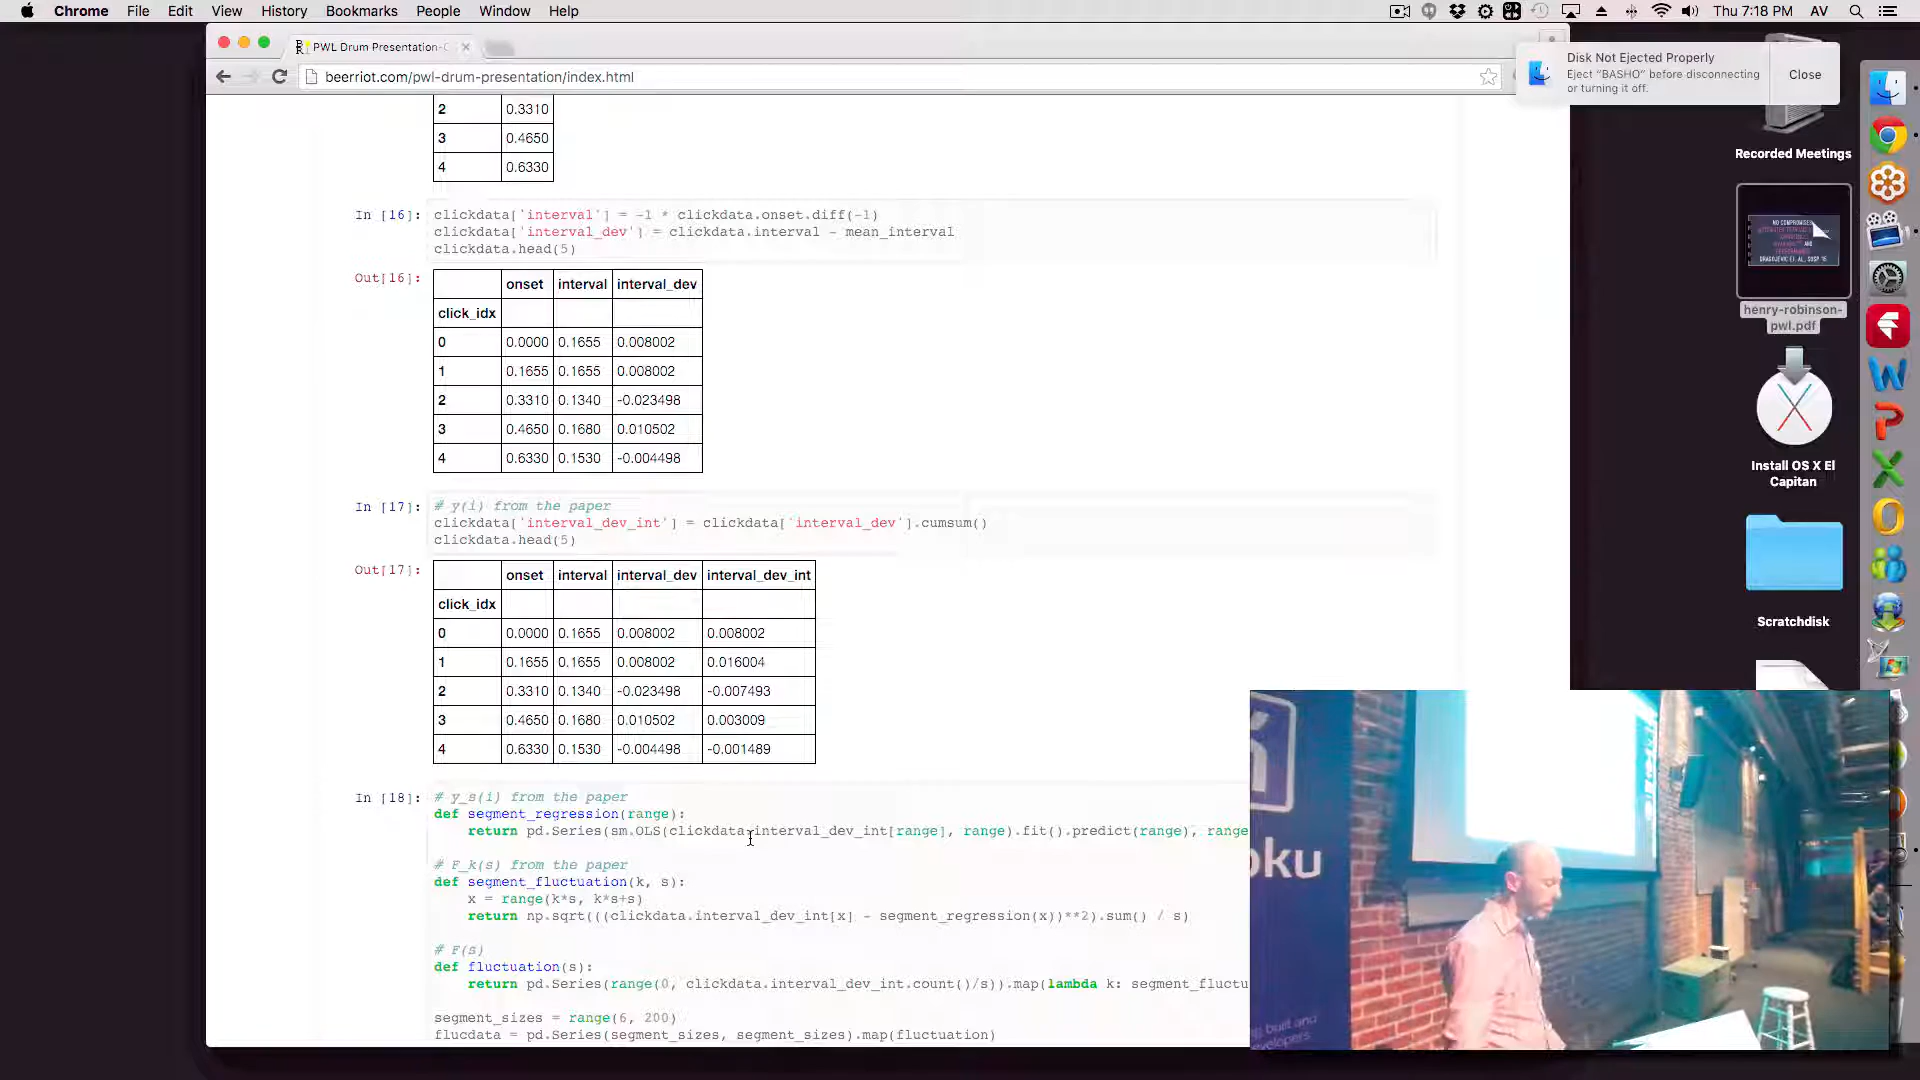 Chrome File Edit View History Bookmarks People Window Help
Thu 7:18 PM AV
PWL Drum Presentation-C
beerriot.com/pwl-drum-presentation/index.html
Disk Not Ejected Properly
Eject “BASHO” before disconnecting
or turning it off.
Close
2 0.3310
3 0.4650
4 0.6330
In [16]: clickdata['interval'] = -1 * clickdata.onset.diff(-1)
clickdata['interval_dev'] = clickdata.interval - mean_interval
clickdata.head(5)
Out[16]:
onset interval interval_dev
click_idx
0 0.0000 0.1655 0.008002
1 0.1655 0.1655 0.008002
2 0.3310 0.1340 -0.023498
3 0.4650 0.1680 0.010502
4 0.6330 0.1530 -0.004498
In [17]: # y(i) from the paper
clickdata['interval_dev_int'] = clickdata['interval_dev'].cumsum()
clickdata.head(5)
Out[17]:
onset interval interval_dev interval_dev_int
click_idx
0 0.0000 0.1655 0.008002 0.008002
1 0.1655 0.1655 0.008002 0.016004
2 0.3310 0.1340 -0.023498 -0.007493
3 0.4650 0.1680 0.010502 0.003009
4 0.6330 0.1530 -0.004498 -0.001489
In [18]: # y_s(i) from the paper
def segment_regression(range):
return pd.Series(sm.OLS(clickdata.interval_dev_int[range], range).fit().predict(range), range
# F_k(s) from the paper
def segment_fluctuation(k, s):
x = range(k*s, k*s+s)
return np.sqrt(((clickdata.interval_dev_int[x] - segment_regression(x))**2).sum() / s)
# F(s)
def fluctuation(s):
return pd.Series(range(0, clickdata.interval_dev_int.count()/s)).map(lambda k: segment_fluctu
segment_sizes = range(6, 200)
flucdata = pd.Series(segment_sizes, segment_sizes).map(fluctuation)
Recorded Meetings
NO COMPROMISES
AND
DRAGOJEVIC ET. AL., SOSP '15
henry-robinson-
pwl.pdf
Install OS X El
Capitan
Scratchdisk
oku
built and